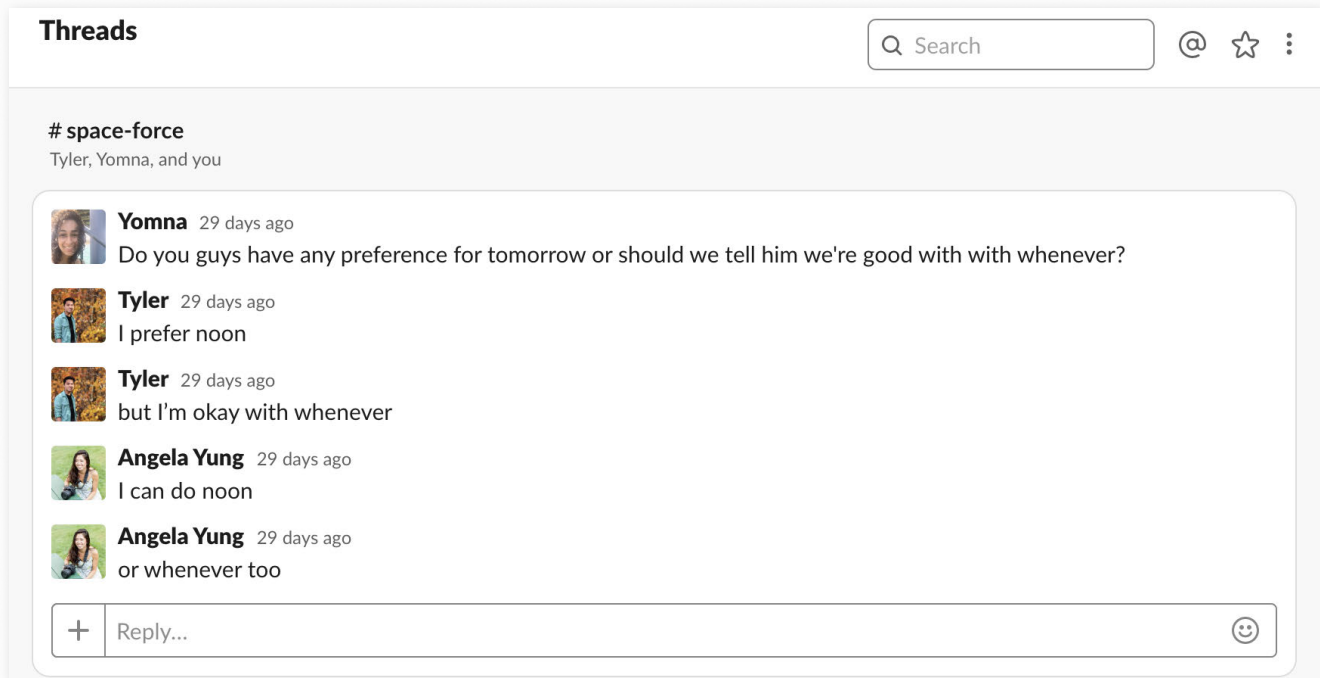 Threads
Search
# space-force
Tyler, Yomna, and you
Yomna 29 days ago
Do you guys have any preference for tomorrow or should we tell him we're good with with whenever?
Tyler 29 days ago
I prefer noon
Tyler 29 days ago
but I’m okay with whenever
Angela Yung 29 days ago
I can do noon
Angela Yung 29 days ago
or whenever too
Reply...